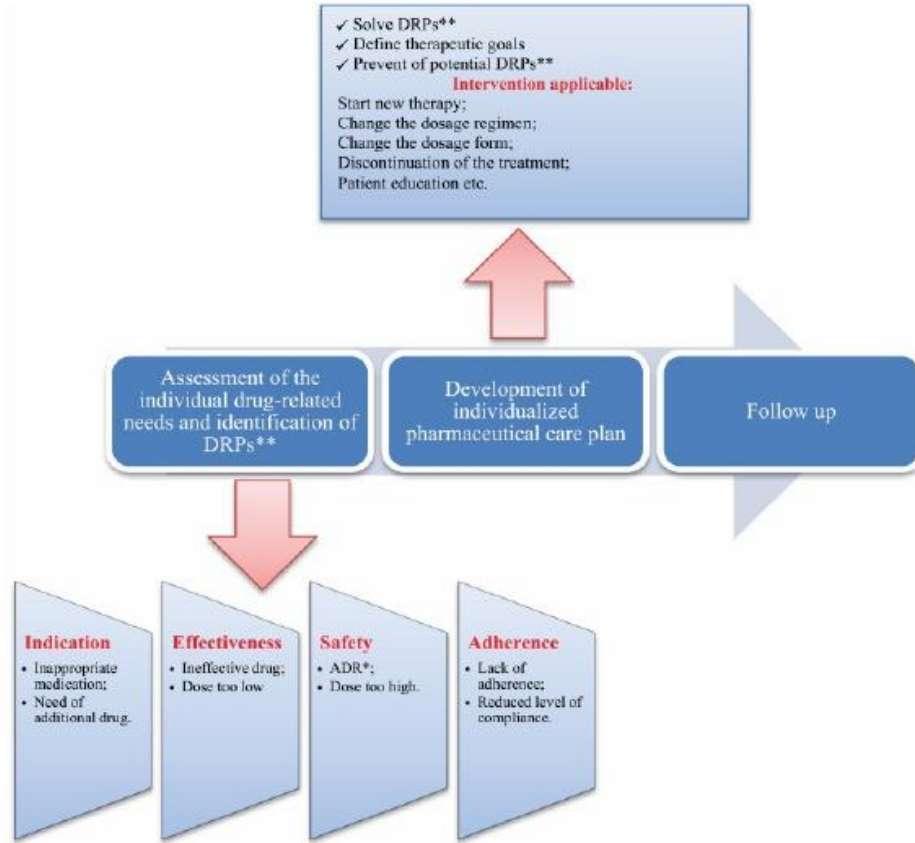 ✓ Solve DRPs**
✓ Define therapeutic goals
✓ Prevent of potential DRPs**
Intervention applicable:
Start new therapy;
Change the dosage regimen;
Change the dosage form;
Discontinuation of the treatment;
Patient education etc.
Assessment of the
individual drug-related
needs and identification of
DRPs**
Development of
individualized
pharmaceutical care plan
Follow up
Indication
• Inappropriate
medication;
• Need of
additional drug.
Effectiveness
• Ineffective drug;
• Dose too low
Safety
• ADR*;
• Dose too high.
Adherence
• Lack of
adherence;
• Reduced level of
compliance.